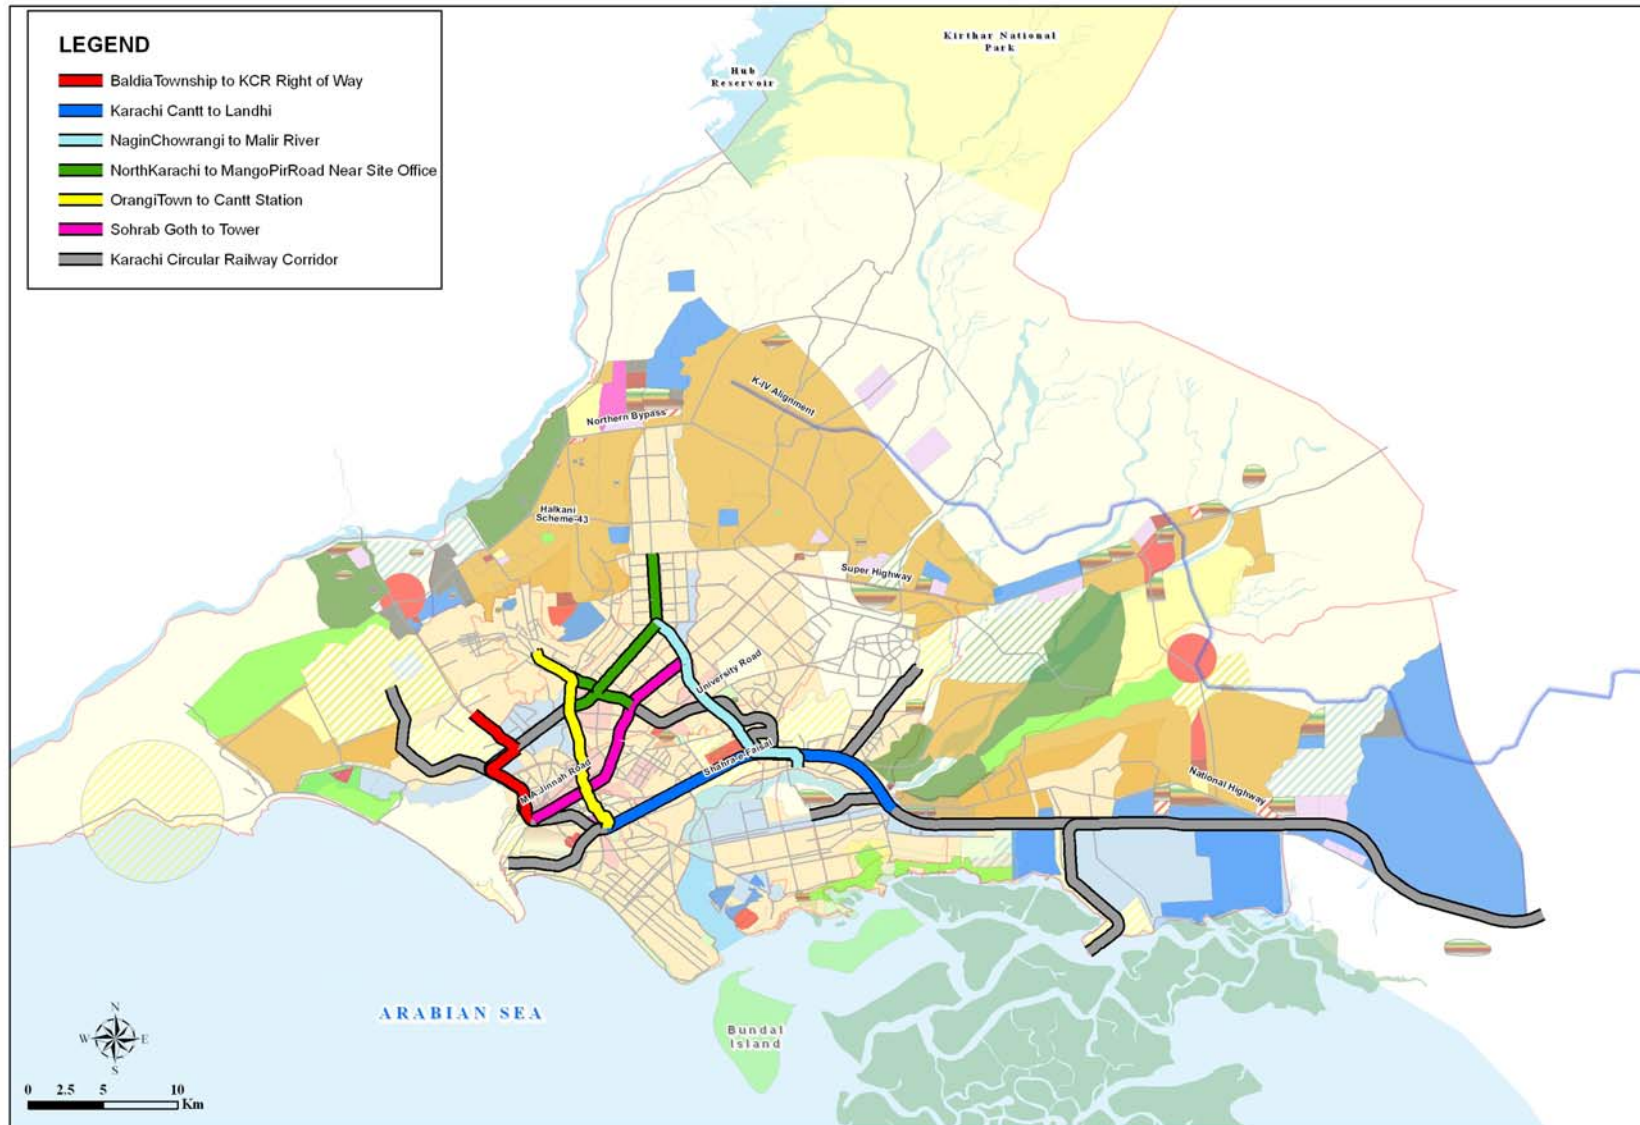 LEGEND
BaldiaTownship to KCR Right of Way
Karachi Cantt to Landhi
NaginChowrangi to Malir River
NorthKarachi to MangoPirRoad Near Site Office
OrangiTown to Cantt Station
Sohrab Goth to Tower
Karachi Circular Railway Corridor
Kirthar National
Park
Hub
Reservoir
K-IV Alignment
Northern Bypass
Halkani
Scheme-43
Super Highway
University Road
Shahra-e Faisal
M.A.Jinnah Road
National Highway
ARABIAN SEA
Bundal
Island
N
W E
S
0 2.5 5 10
Km